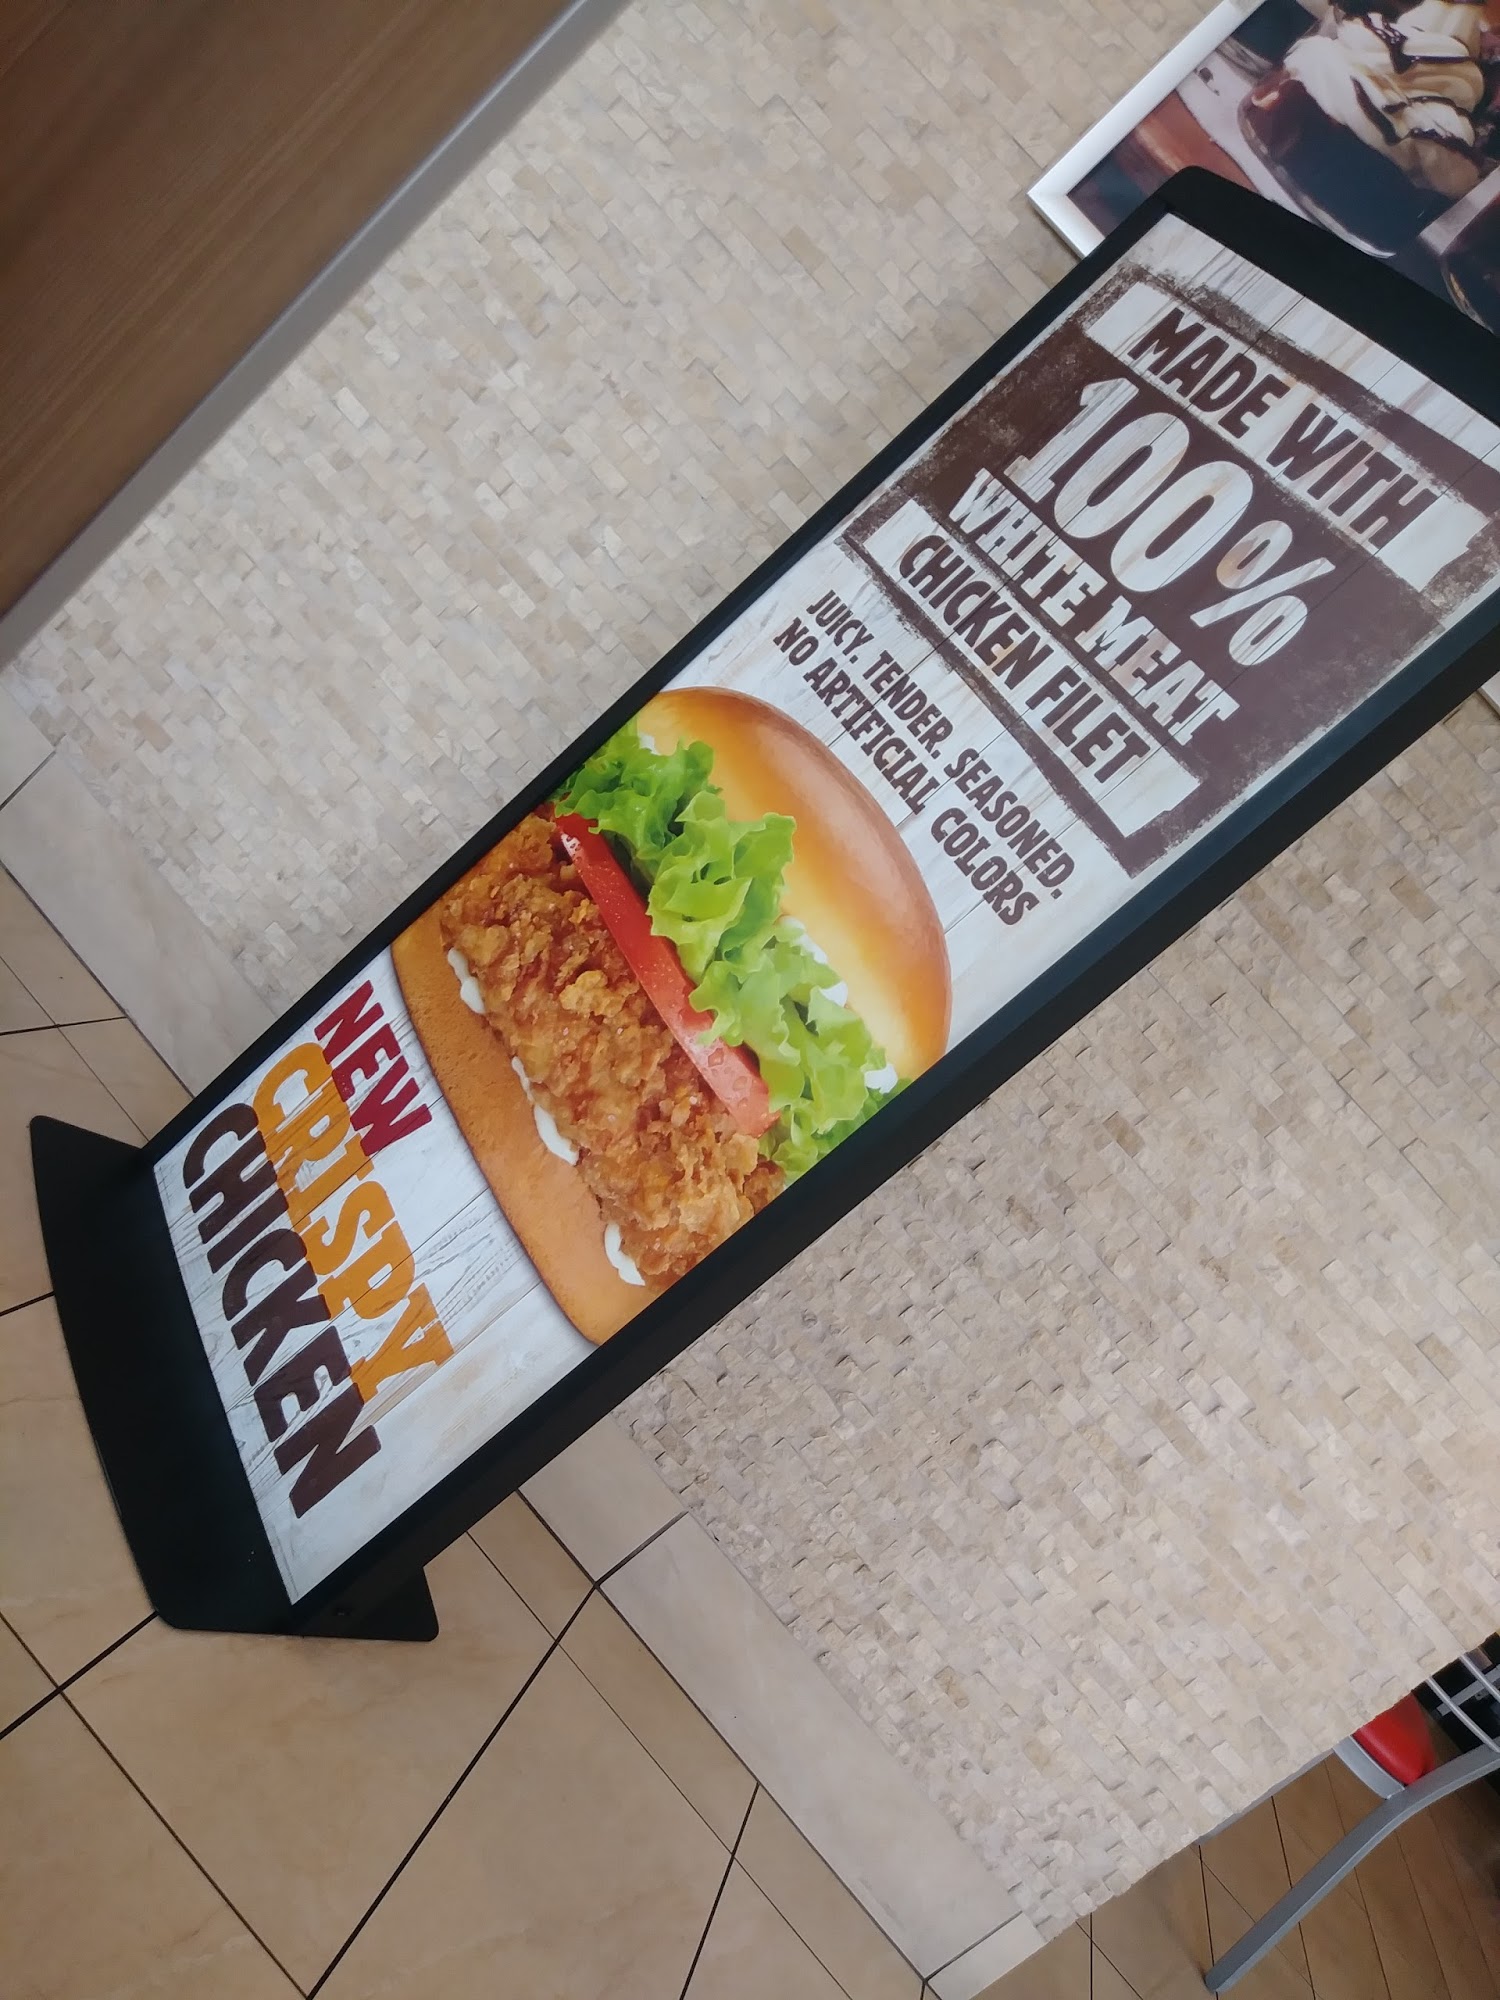 MADE WITH
100%
WHITE MEAT
CHICKEN FILET
JUICY. TENDER. SEASONED.
NO ARTIFICIAL COLORS
NEW
CRISPY
CHICKEN